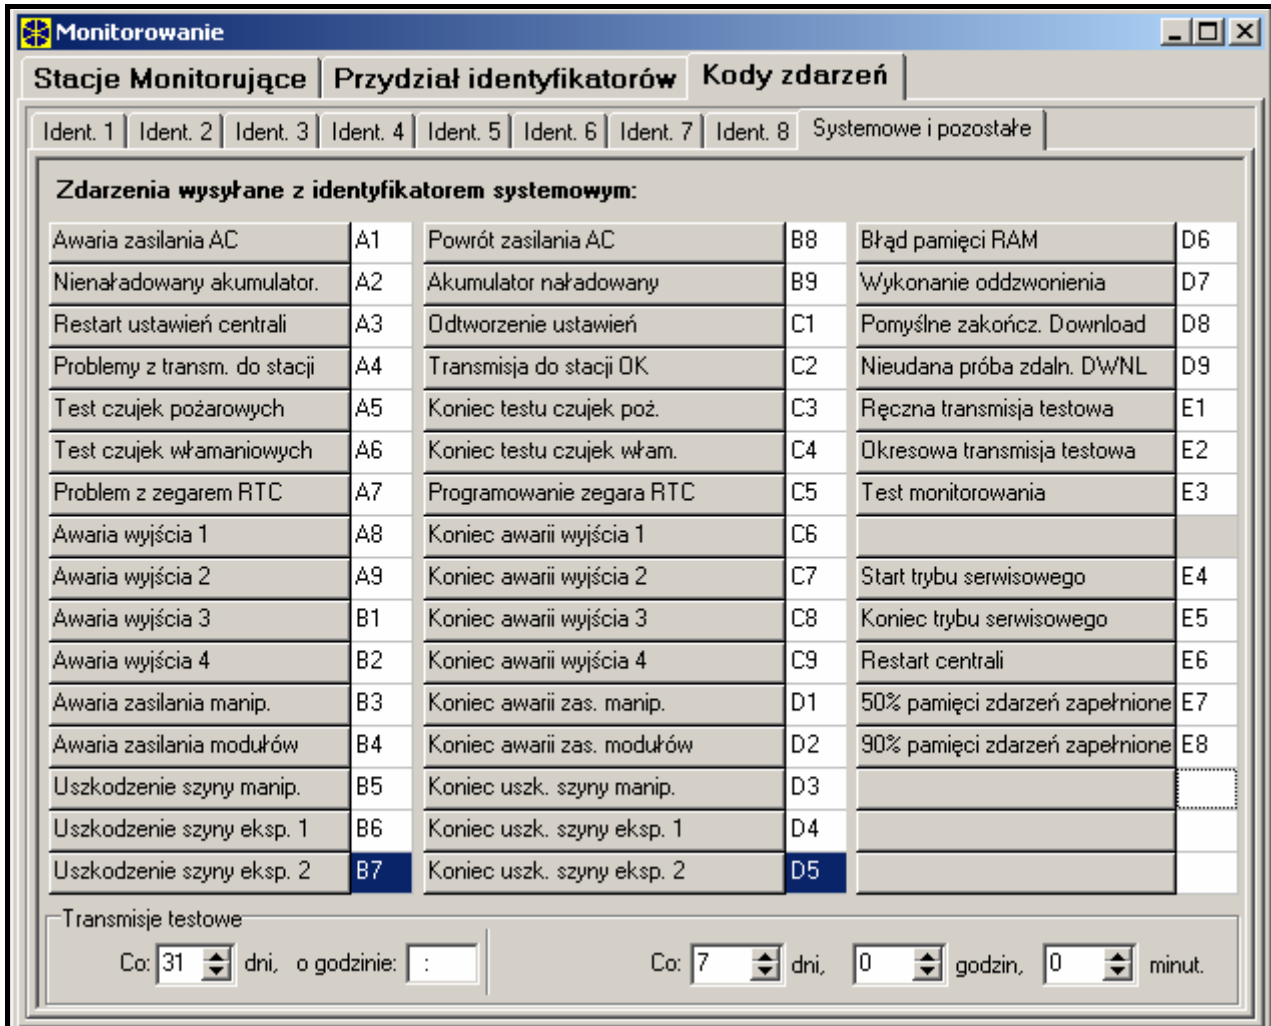 Monitorowanie
Stacje Monitorujące Przydział identyfikatorów Kody zdarzeń
Ident. 1 Ident. 2 Ident. 3 Ident. 4 Ident. 5 Ident. 6 Ident. 7 Ident. 8 Systemowe i pozostałe
Zdarzenia wysyłane z identyfikatorem systemowym:
Awaria zasilania AC A1 Powrót zasilania AC B8 Błąd pamięci RAM D6
Nienaładowany akumulator. A2 Akumulator naładowany B9 Wykonanie oddzwonienia D7
Restart ustawień centrali A3 Odtworzenie ustawień C1 Pomyślne zakończ. Download D8
Problemy z transm. do stacji A4 Transmisja do stacji OK C2 Nieudana próba zdaln. DWNL D9
Test czujek pożarowych A5 Koniec testu czujek poż. C3 Ręczna transmisja testowa E1
Test czujek włamaniowych A6 Koniec testu czujek włam. C4 Okresowa transmisja testowa E2
Problem z zegarem RTC A7 Programowanie zegara RTC C5 Test monitorowania E3
Awaria wyjścia 1 A8 Koniec awarii wyjścia 1 C6
Awaria wyjścia 2 A9 Koniec awarii wyjścia 2 C7 Start trybu serwisowego E4
Awaria wyjścia 3 B1 Koniec awarii wyjścia 3 C8 Koniec trybu serwisowego E5
Awaria wyjścia 4 B2 Koniec awarii wyjścia 4 C9 Restart centrali E6
Awaria zasilania manip. B3 Koniec awarii zas. manip. D1 50% pamięci zdarzeń zapełnione E7
Awaria zasilania modułów B4 Koniec awarii zas. modułów D2 90% pamięci zdarzeń zapełnione E8
Uszkodzenie szyny manip. B5 Koniec uszk. szyny manip. D3
Uszkodzenie szyny eksp. 1 B6 Koniec uszk. szyny eksp. 1 D4
Uszkodzenie szyny eksp. 2 B7 Koniec uszk. szyny eksp. 2 D5
Transmisje testowe
Co: 31 dni, o godzinie: : Co: 7 dni, 0 godzin, 0 minut.